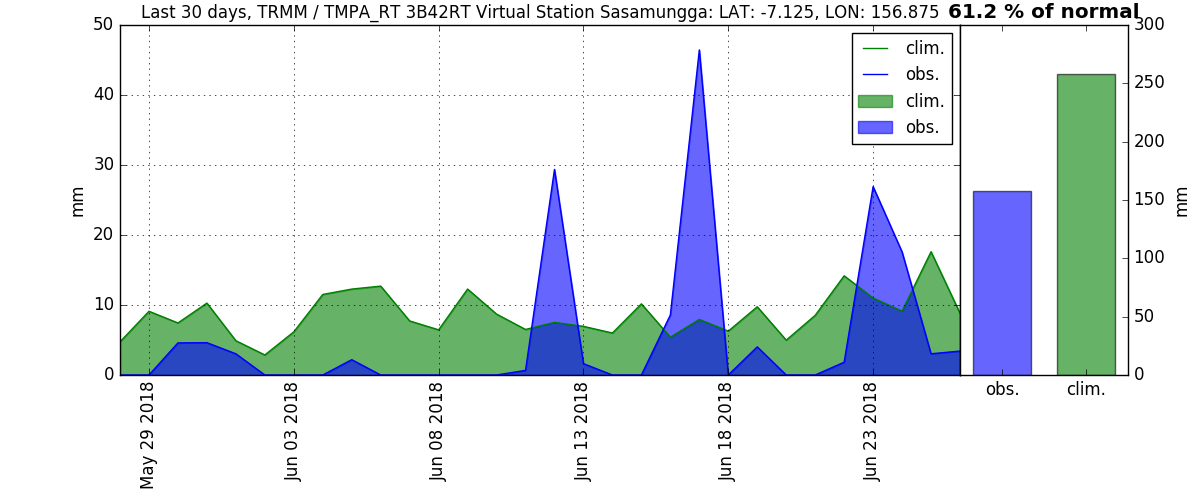 Last 30 days, TRMM / TMPA_RT 3B42RT Virtual Station Sasamungga: LAT: -7.125, LON: 156.875 61.2 % of normal
50
40
30
20
10
0
mm
clim.
obs.
clim.
obs.
300
250
200
150
100
50
0
mm
May 29 2018
Jun 03 2018
Jun 08 2018
Jun 13 2018
Jun 18 2018
Jun 23 2018
obs.
clim.